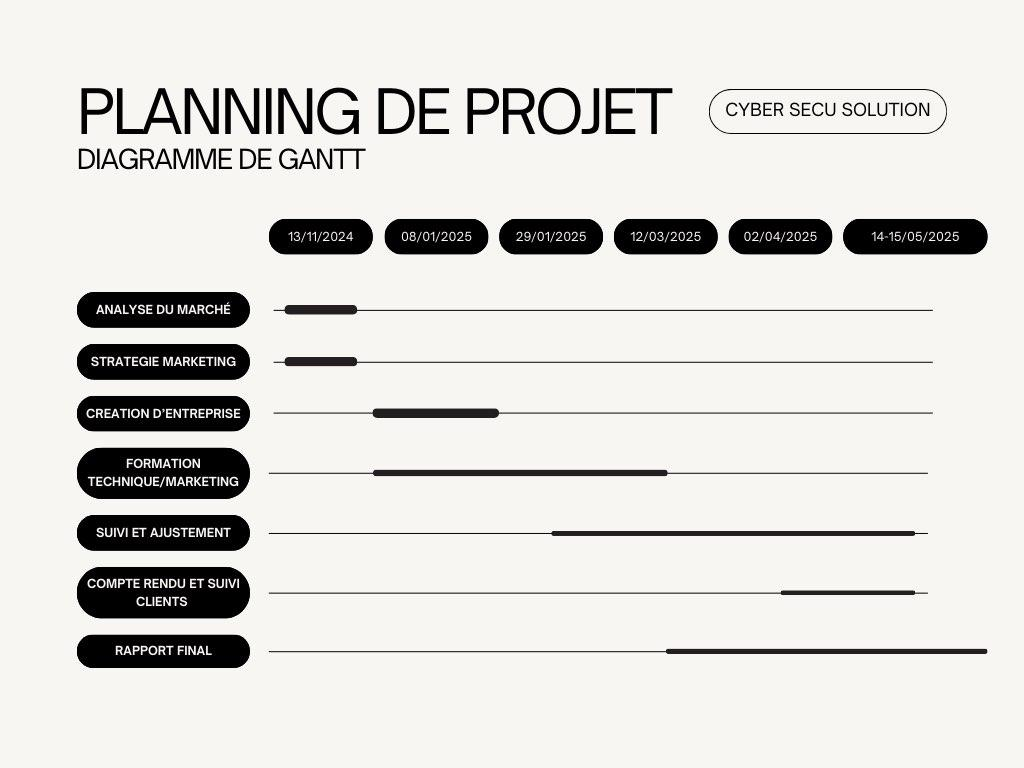 PLANNING DE PROJET
CYBER SECU SOLUTION
DIAGRAMME DE GANTT
13/11/2024
08/01/2025
29/01/2025
12/03/2025
02/04/2025
14-15/05/2025
ANALYSE DU MARCHÉ
STRATEGIE MARKETING
CREATION D'ENTREPRISE
FORMATION
TECHNIQUE/MARKETING
SUIVI ET AJUSTEMENT
COMPTE RENDU ET SUIVI
CLIENTS
RAPPORT FINAL